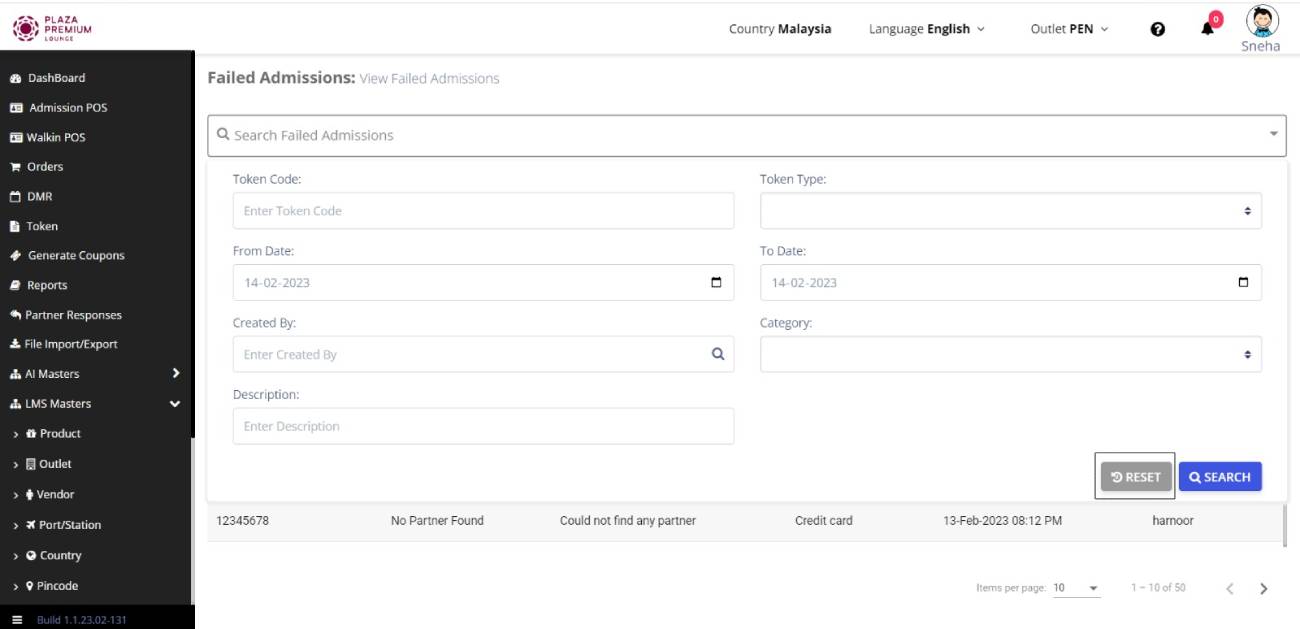 PLAZA
PREMIUM
LOUNGE
Country Malaysia
Language English
Outlet PEN
0
Sneha
DashBoard
Admission POS
Walkin POS
Orders
DMR
Token
Generate Coupons
Reports
Partner Responses
File Import/Export
AI Masters
LMS Masters
Product
Outlet
Vendor
Port/Station
Country
Pincode
Build 1.1.23.02-131
Failed Admissions: View Failed Admissions
Search Failed Admissions
Token Code:
Token Type:
Enter Token Code
From Date:
To Date:
14-02-2023
14-02-2023
Created By:
Category:
Enter Created By
Description:
Enter Description
RESET
SEARCH
12345678 No Partner Found Could not find any partner Credit card 13-Feb-2023 08:12 PM harnoor
Items per page: 10 1 – 10 of 50